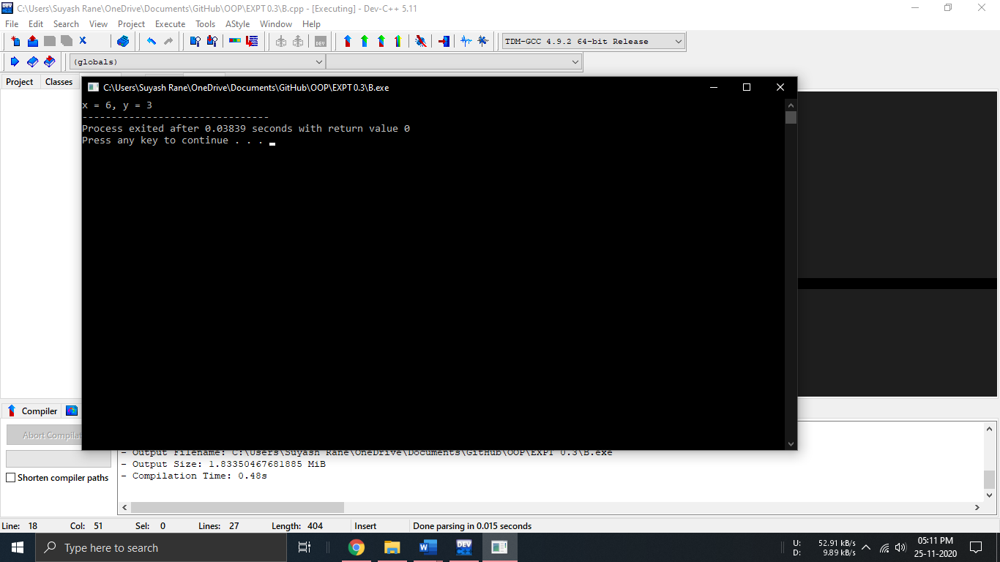 C:\Users\Suyash Rane\OneDrive\Documents\GitHub\OOP\EXPT 0.3\B.cpp - [Executing] - Dev-C++ 5.11
File Edit Search View Project Execute Tools AStyle Window Help
TDM-GCC 4.9.2 64-bit Release
(globals)
Project Classes
C:\Users\Suyash Rane\OneDrive\Documents\GitHub\OOP\EXPT 0.3\B.exe
x = 6, y = 3
--------------------------------
Process exited after 0.03839 seconds with return value 0
Press any key to continue . . .
Compiler
Abort Compilat
- Output Filename: C:\Users\Suyash Rane\OneDrive\Documents\GitHub\OOP\EXPT 0.3\B.exe
- Output Size: 1.83350467681885 MiB
- Compilation Time: 0.48s
Shorten compiler paths
Line: 18 Col: 51 Sel: 0 Lines: 27 Length: 404 Insert Done parsing in 0.015 seconds
Type here to search
U: 52.91 kB/s
D: 9.89 kB/s
05:11 PM
25-11-2020